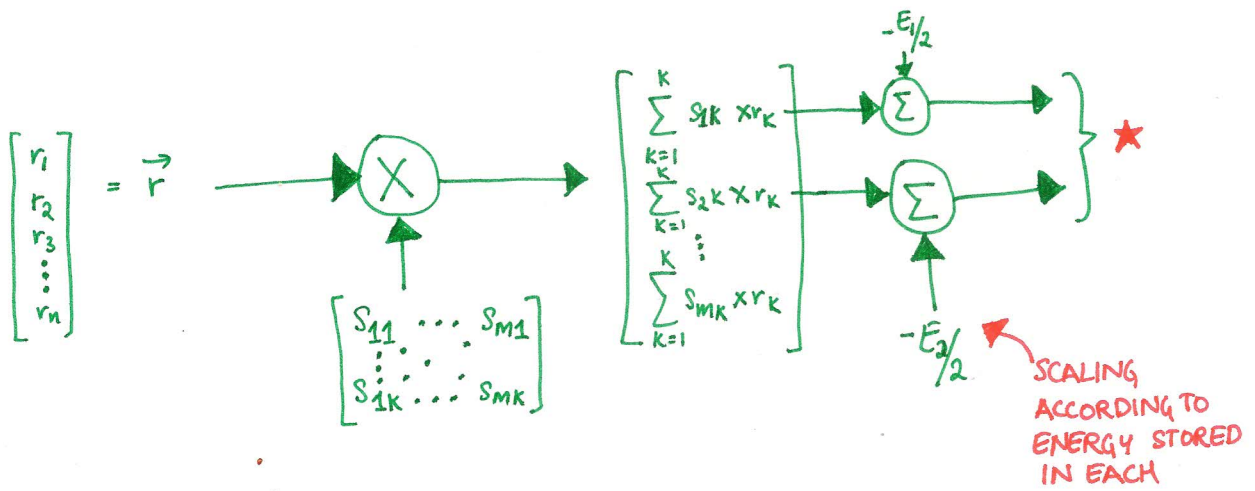 -E1/2
[r1
r2
r3
⋮
rn] = r⃗
X
[S11 ... SM1
⋮ ⋱ ⋮
S1K ... SMK]
[K Σ k=1 S1K × rK
K Σ k=1 S2K × rK
⋮
K Σ k=1 SMK × rK]
Σ
Σ
} ★
-E2/2
SCALING
ACCORDING TO
ENERGY STORED
IN EACH